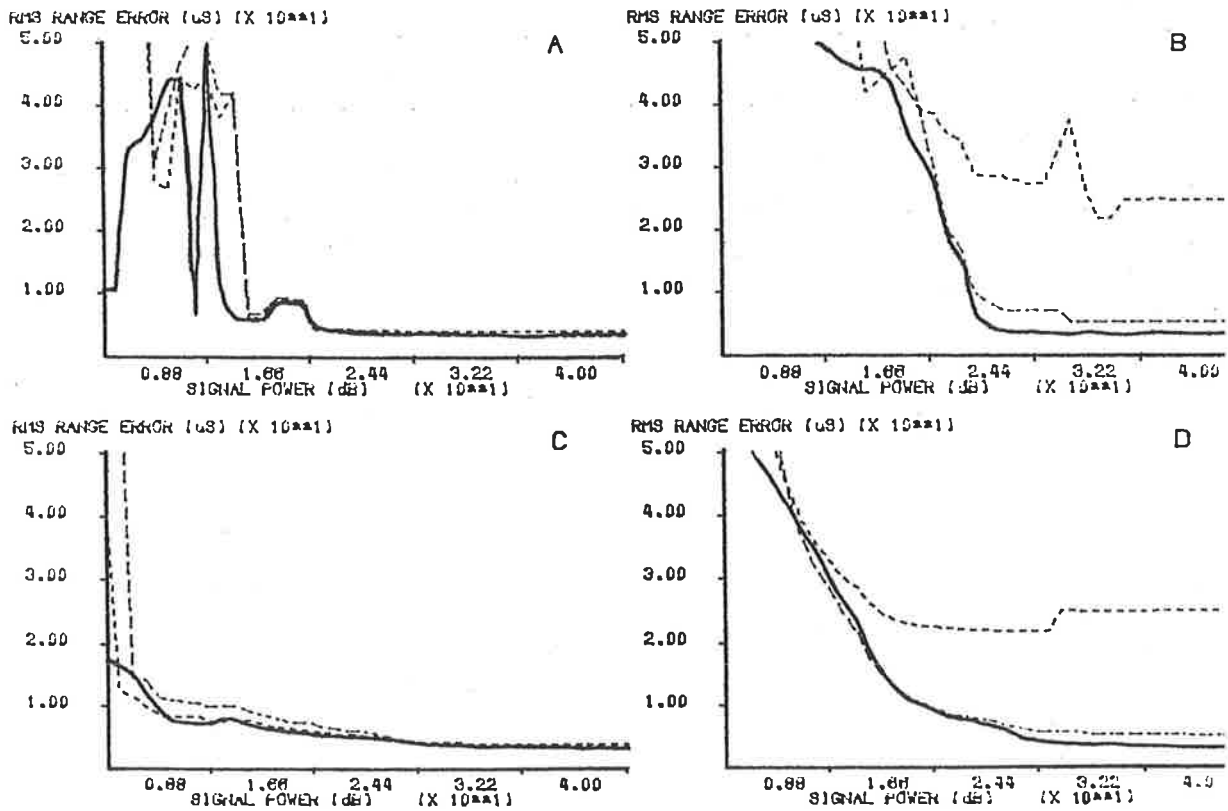 RMS RANGE ERROR (uS) (X 10**1)
A
5.00
4.00
3.00
2.00
1.00
0.88 1.66 2.44 3.22 4.00
SIGNAL POWER (dB) (X 10**1)
RMS RANGE ERROR (uS) (X 10**1)
B
5.00
4.00
3.00
2.00
1.00
0.88 1.66 2.44 3.22 4.00
SIGNAL POWER (dB) (X 10**1)
RMS RANGE ERROR (uS) (X 10**1)
C
5.00
4.00
3.00
2.00
1.00
0.88 1.66 2.44 3.22 4.00
SIGNAL POWER (dB) (X 10**1)
RMS RANGE ERROR (uS) (X 10**1)
D
5.00
4.00
3.00
2.00
1.00
0.88 1.66 2.44 3.22 4.00
SIGNAL POWER (dB) (X 10**1)